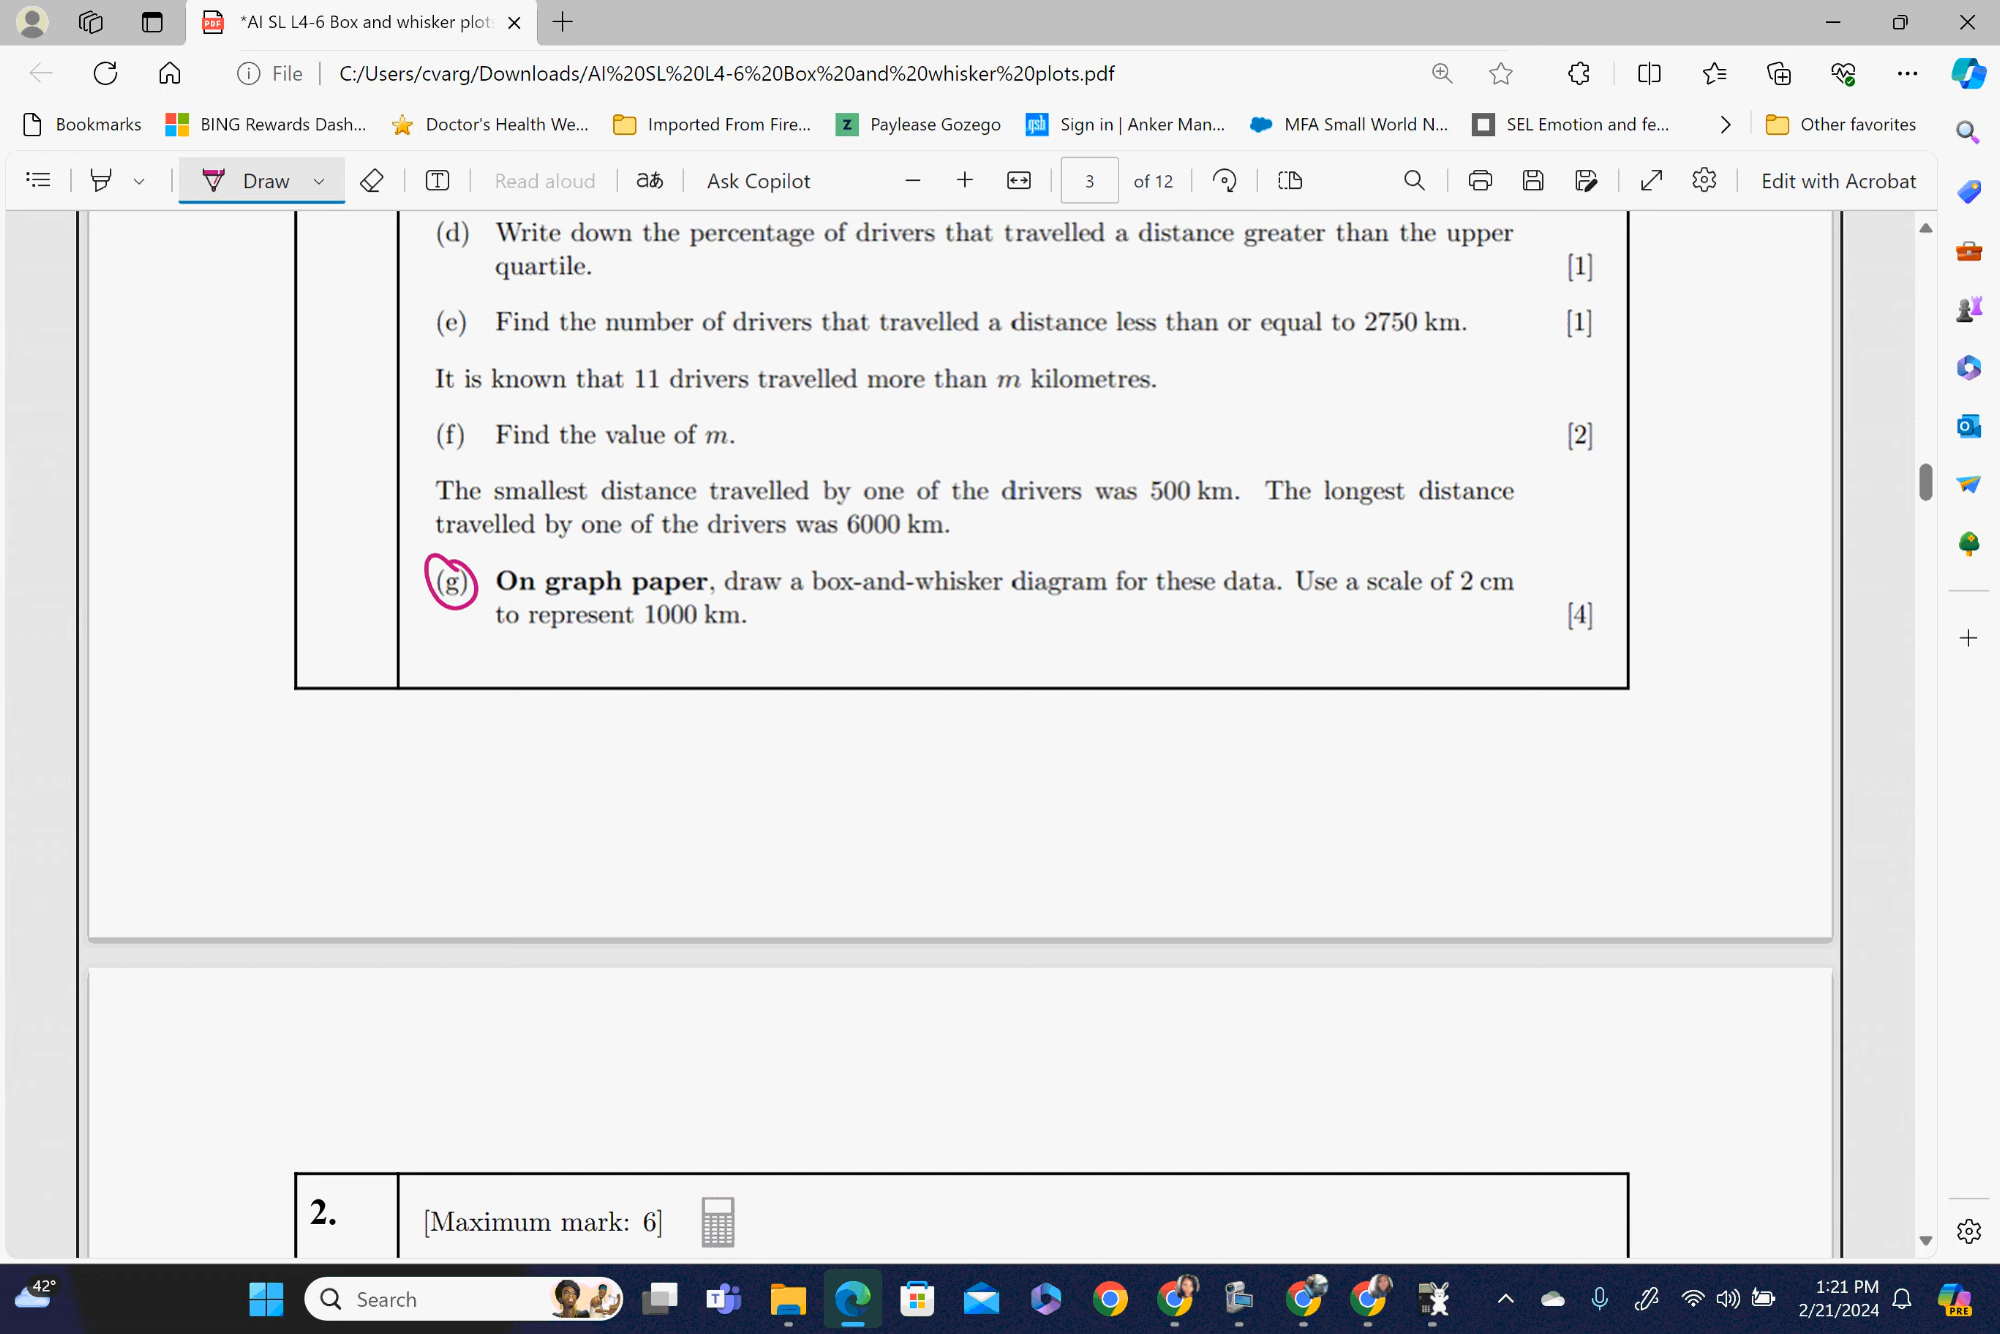 *AI SL L4-6 Box and whisker plots
File
C:/Users/cvarg/Downloads/AI%20SL%20L4-6%20Box%20and%20whisker%20plots.pdf
Bookmarks
BING Rewards Dash...
Doctor's Health We...
Imported From Fire...
Z Paylease Gozego
gsh Sign in | Anker Man...
MFA Small World N...
SEL Emotion and fe...
Other favorites
Draw
Read aloud
aあ
Ask Copilot
3 of 12
Edit with Acrobat
(d) Write down the percentage of drivers that travelled a distance greater than the upper
quartile. [1]
(e) Find the number of drivers that travelled a distance less than or equal to 2750 km. [1]
It is known that 11 drivers travelled more than m kilometres.
(f) Find the value of m. [2]
The smallest distance travelled by one of the drivers was 500 km. The longest distance
travelled by one of the drivers was 6000 km.
(g) On graph paper, draw a box-and-whisker diagram for these data. Use a scale of 2 cm
to represent 1000 km. [4]
2. [Maximum mark: 6]
42°
Search
1:21 PM
2/21/2024
PRE